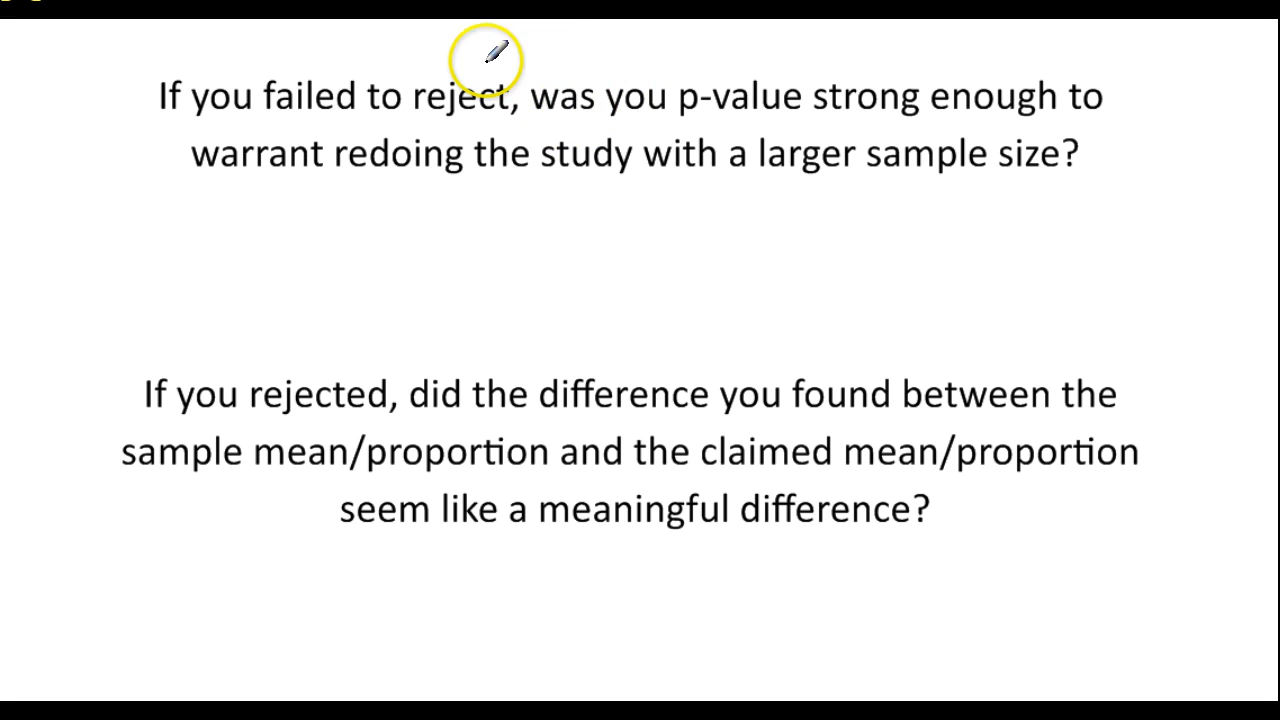 If you failed to reject, was you p-value strong enough to
warrant redoing the study with a larger sample size?
If you rejected, did the difference you found between the
sample mean/proportion and the claimed mean/proportion
seem like a meaningful difference?